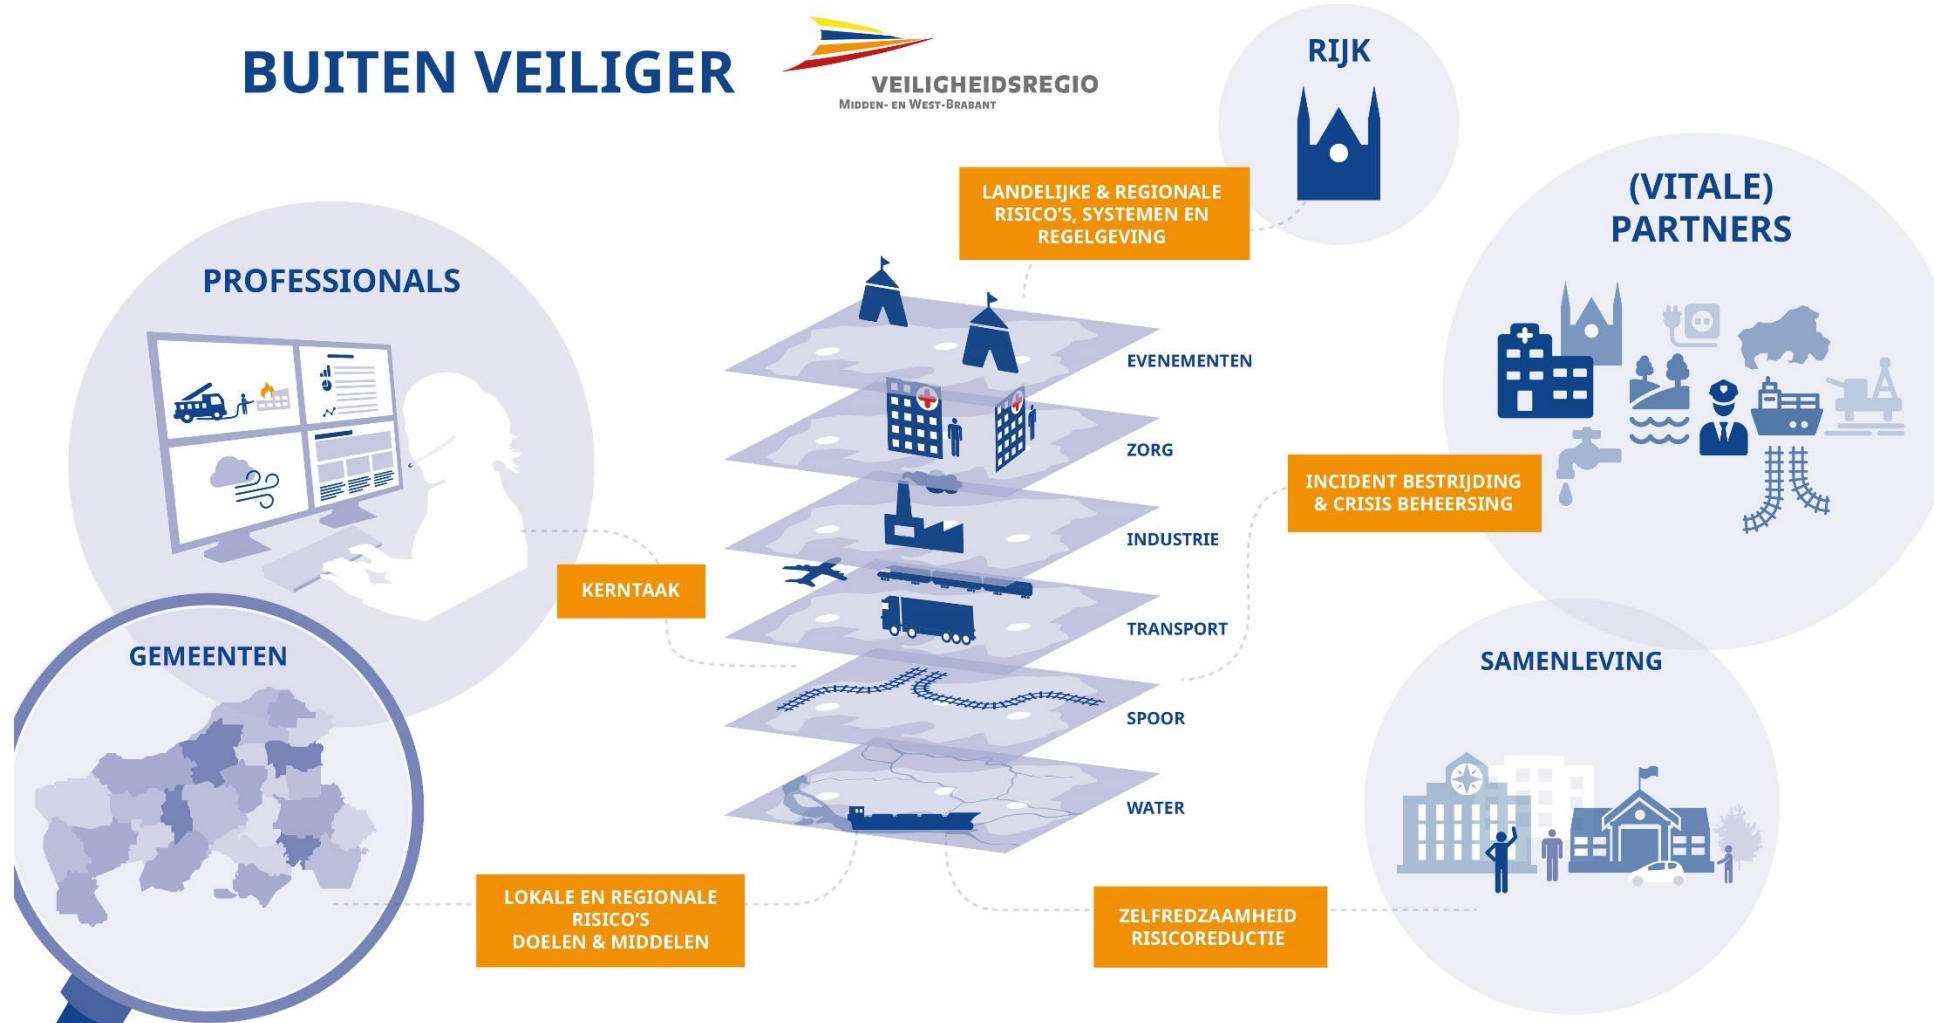 BUITEN VEILIGER
VEILIGHEIDSREGIO
MIDDEN- EN WEST-BRABANT
RIJK
LANDELIJKE & REGIONALE
RISICO'S, SYSTEMEN EN
REGELGEVING
(VITALE)
PARTNERS
PROFESSIONALS
EVENEMENTEN
ZORG
INDUSTRIE
TRANSPORT
SPOOR
WATER
INCIDENT BESTRIJDING
& CRISIS BEHEERSING
KERNTAAK
GEMEENTEN
SAMENLEVING
LOKALE EN REGIONALE
RISICO'S
DOELEN & MIDDELEN
ZELFREDZAAMHEID
RISICOREDUCTIE